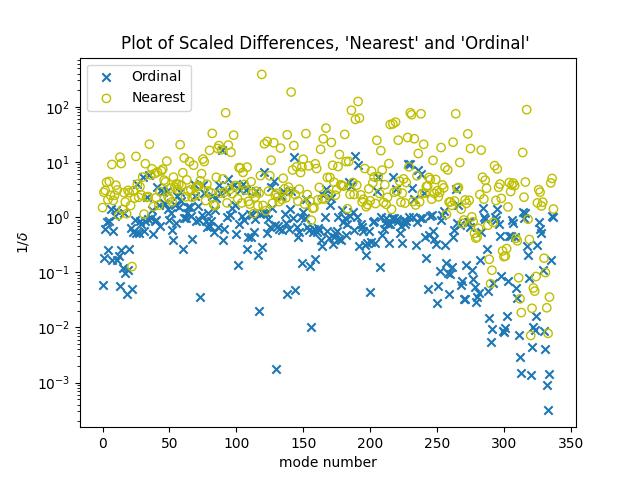 Plot of Scaled Differences, 'Nearest' and 'Ordinal'
Ordinal
Nearest
10²
10¹
10⁰
10⁻¹
10⁻²
10⁻³
1/δ
0 50 100 150 200 250 300 350
mode number